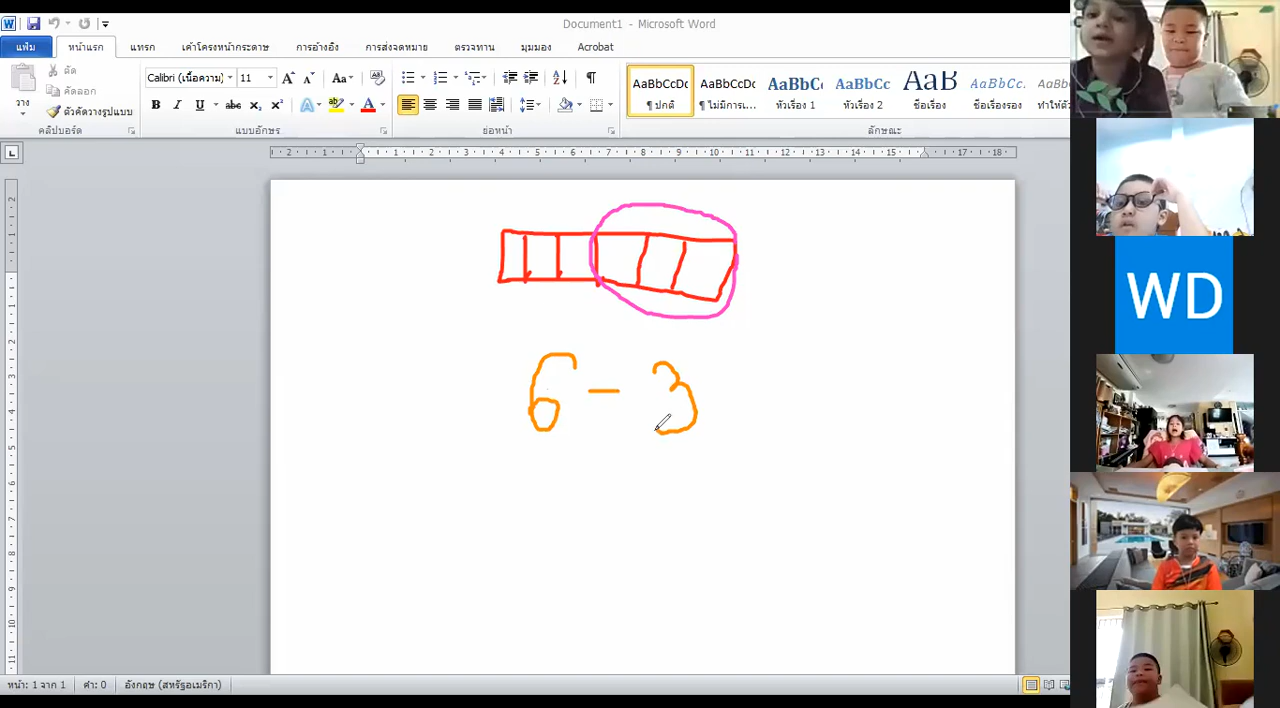 Document1 - Microsoft Word
แฟ้ม หน้าแรก แทรก เค้าโครงหน้ากระดาษ การอ้างอิง การส่งจดหมาย ตรวจทาน มุมมอง Acrobat
วาง
ตัด
คัดลอก
ตัวคัดวางรูปแบบ
คลิปบอร์ด
Calibri (เนื้อความ) 11
แบบอักษร
ย่อหน้า
AaBbCcDc AaBbCcDc AaBbC AaBbCc AaB AaBbCc AaBbCc
¶ ปกติ ¶ ไม่มีการ... หัวเรื่อง 1 หัวเรื่อง 2 ชื่อเรื่อง ชื่อเรื่องรอง
ลักษณะ
6 - 3
WD
หน้า: 1 จาก 1 คำ: 0 อังกฤษ (สหรัฐอเมริกา)